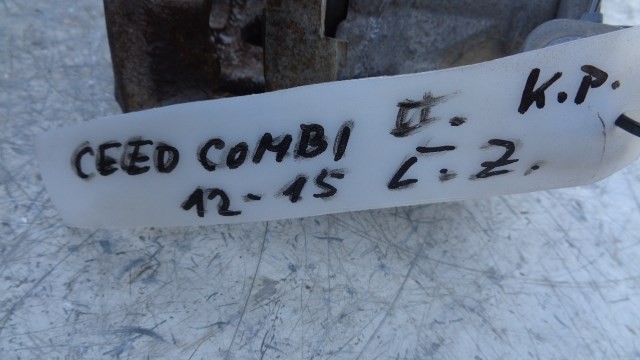 CEED COMBI II. K.P.
12-15 L. Z.